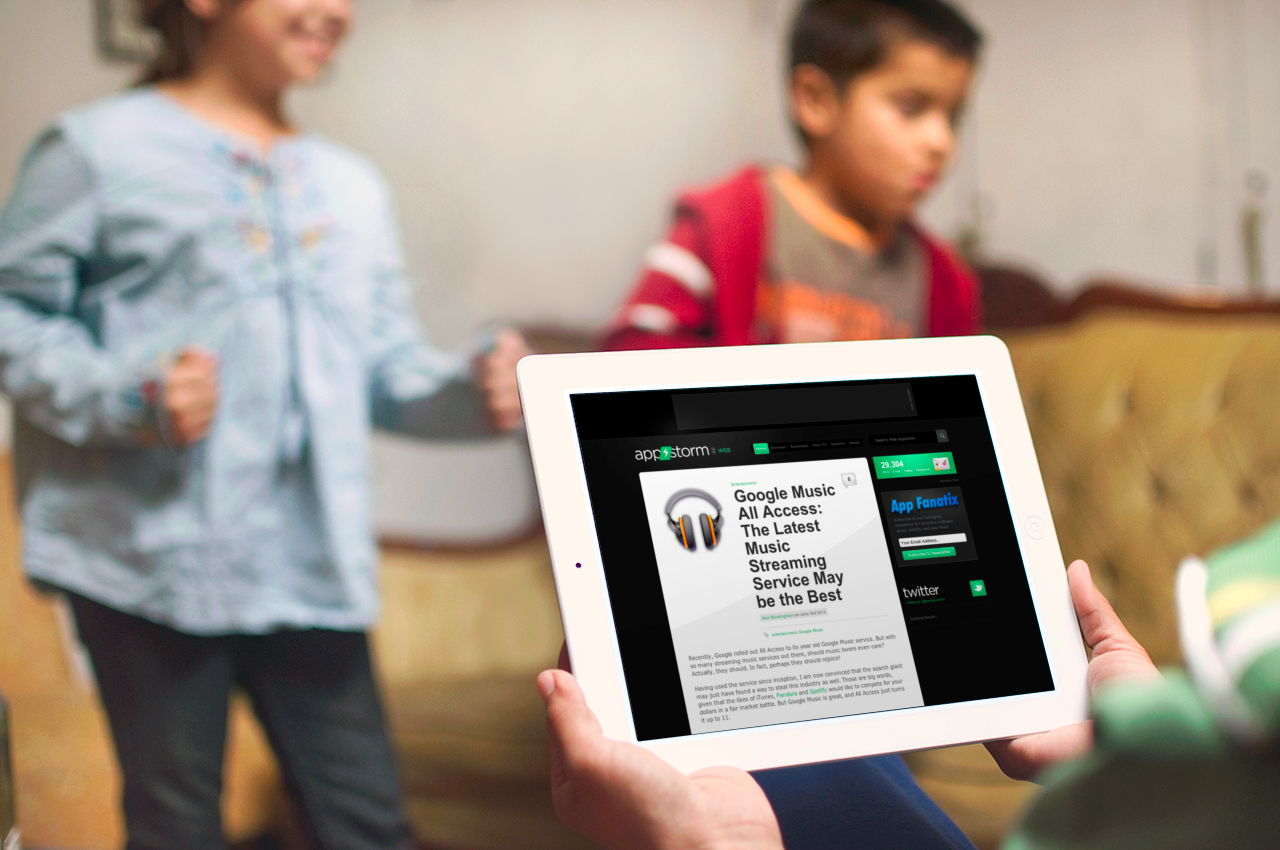 appstorm WEB
Home
Search Web Appstorm
29,304
Entertainment
0
Google Music
All Access:
The Latest
Music
Streaming
Service May
be the Best
App Fanatix
Your Email Address...
Subscribe To Newsletter
twitter
entertainment, Google Music
Recently, Google rolled out All Access to its year old Google Music service. But with
so many streaming music services out there, should music lovers even care?
Actually, they should. In fact, perhaps they should rejoice!
Having used the service since inception, I am now convinced that the search giant
may just have found a way to steal this industry as well. Those are big words,
given that the likes of iTunes, Pandora and Spotify would like to compete for your
dollars in a fair market battle. But Google Music is great, and All Access just turns
it up to 11.